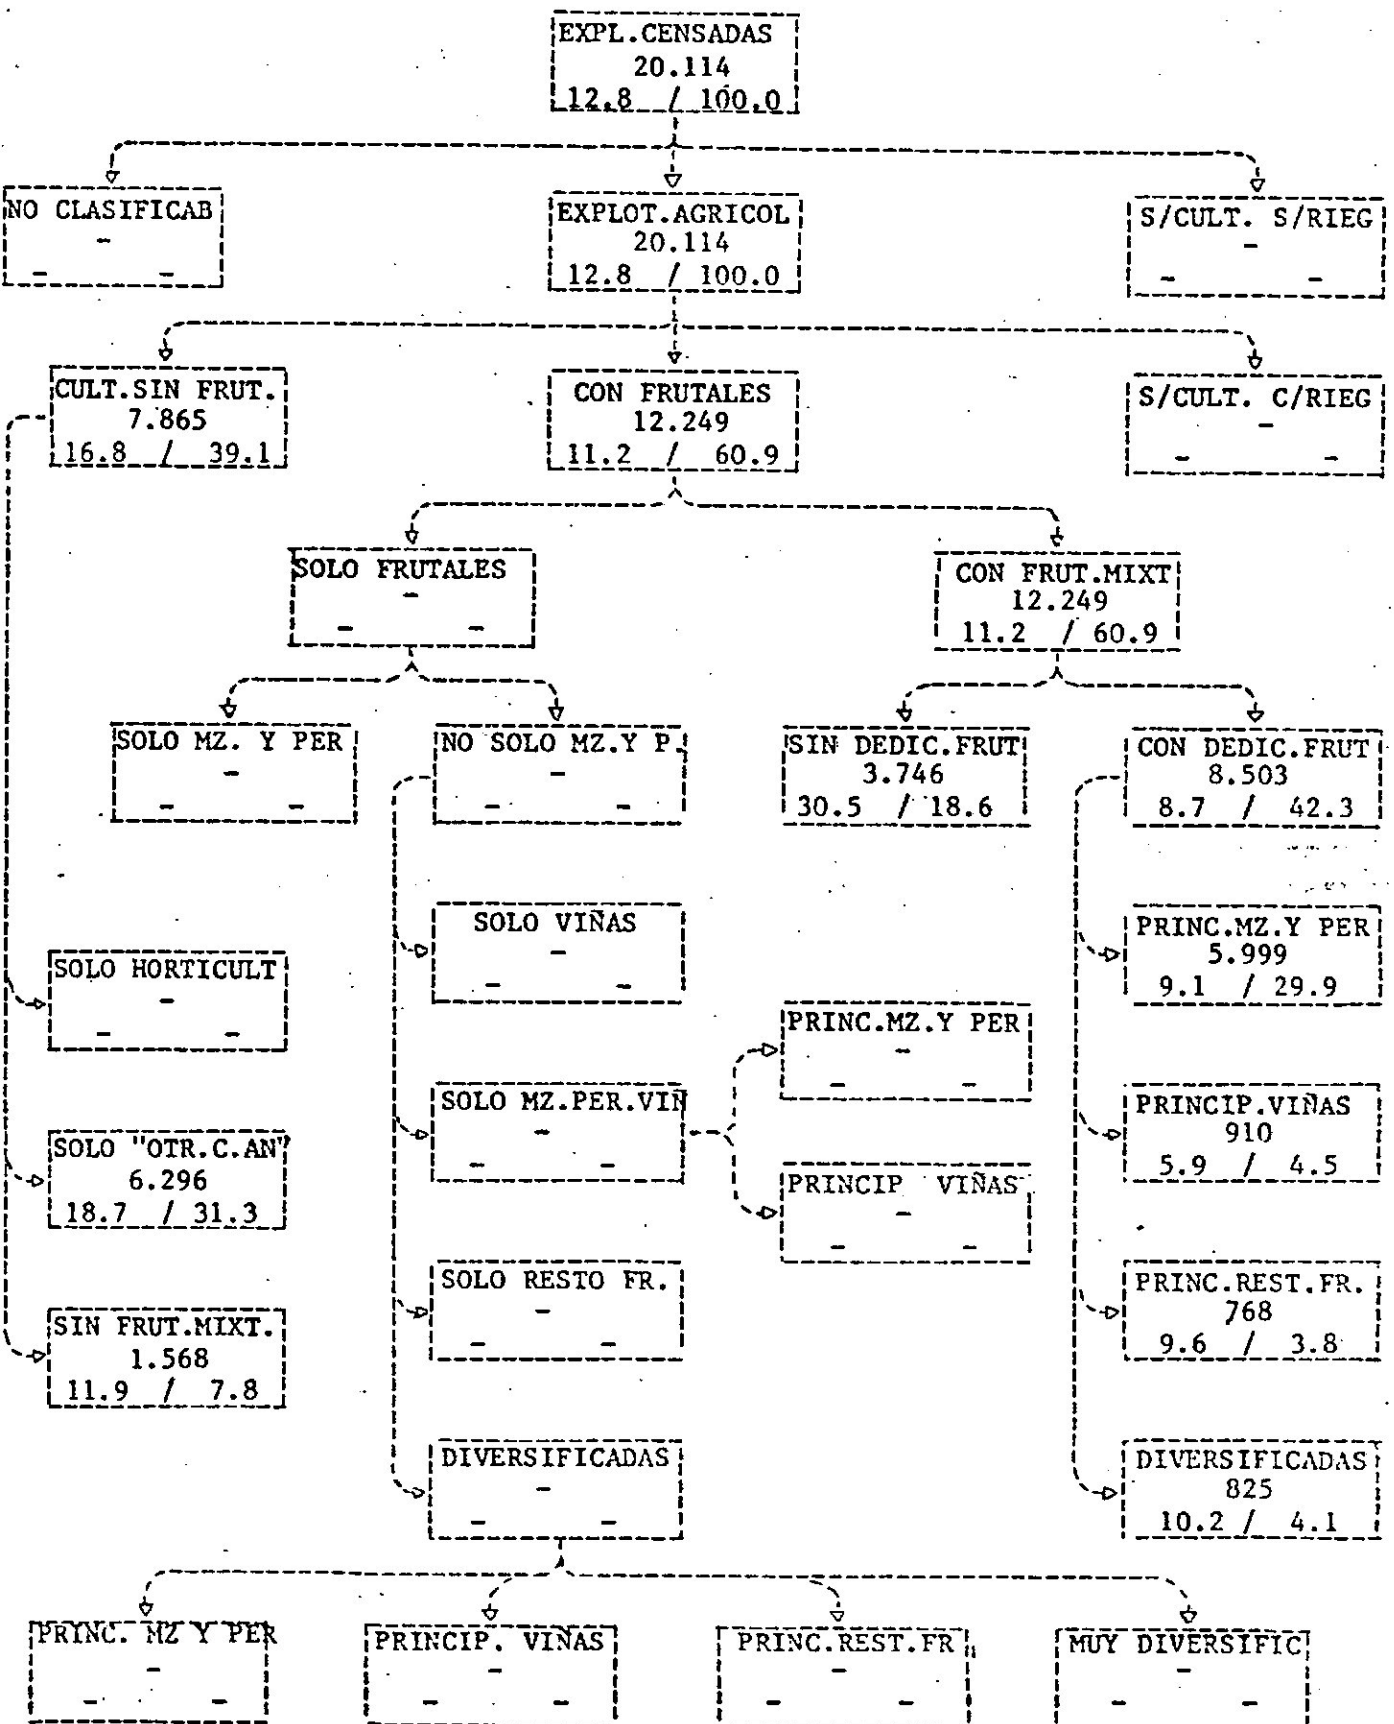 EXPL.CENSADAS
20.114
12.8 / 100.0
NO CLASIFICAB
-
- -
EXPLOT.AGRICOL
20.114
12.8 / 100.0
S/CULT. S/RIEG
-
- -
CULT.SIN FRUT.
7.865
16.8 / 39.1
CON FRUTALES
12.249
11.2 / 60.9
S/CULT. C/RIEG
-
- -
SOLO FRUTALES
-
- -
CON FRUT.MIXT
12.249
11.2 / 60.9
SOLO MZ. Y PER
-
- -
NO SOLO MZ.Y P.
-
- -
SIN DEDIC.FRUT
3.746
30.5 / 18.6
CON DEDIC.FRUT
8.503
8.7 / 42.3
SOLO HORTICULT
-
- -
SOLO "OTR.C.AN"
6.296
18.7 / 31.3
SIN FRUT.MIXT.
1.568
11.9 / 7.8
SOLO VIÑAS
-
- -
SOLO MZ.PER.VIÑ
-
- -
PRINC.MZ.Y PER
-
- -
PRINCIP VIÑAS
-
- -
SOLO RESTO FR.
-
- -
DIVERSIFICADAS
-
- -
PRINC.MZ.Y PER
5.999
9.1 / 29.9
PRINCIP.VIÑAS
910
5.9 / 4.5
PRINC.REST.FR.
768
9.6 / 3.8
DIVERSIFICADAS
825
10.2 / 4.1
PRINC. MZ Y PER
-
- -
PRINCIP. VIÑAS
-
- -
PRINC.REST.FR
-
- -
MUY DIVERSIFIC
-
- -